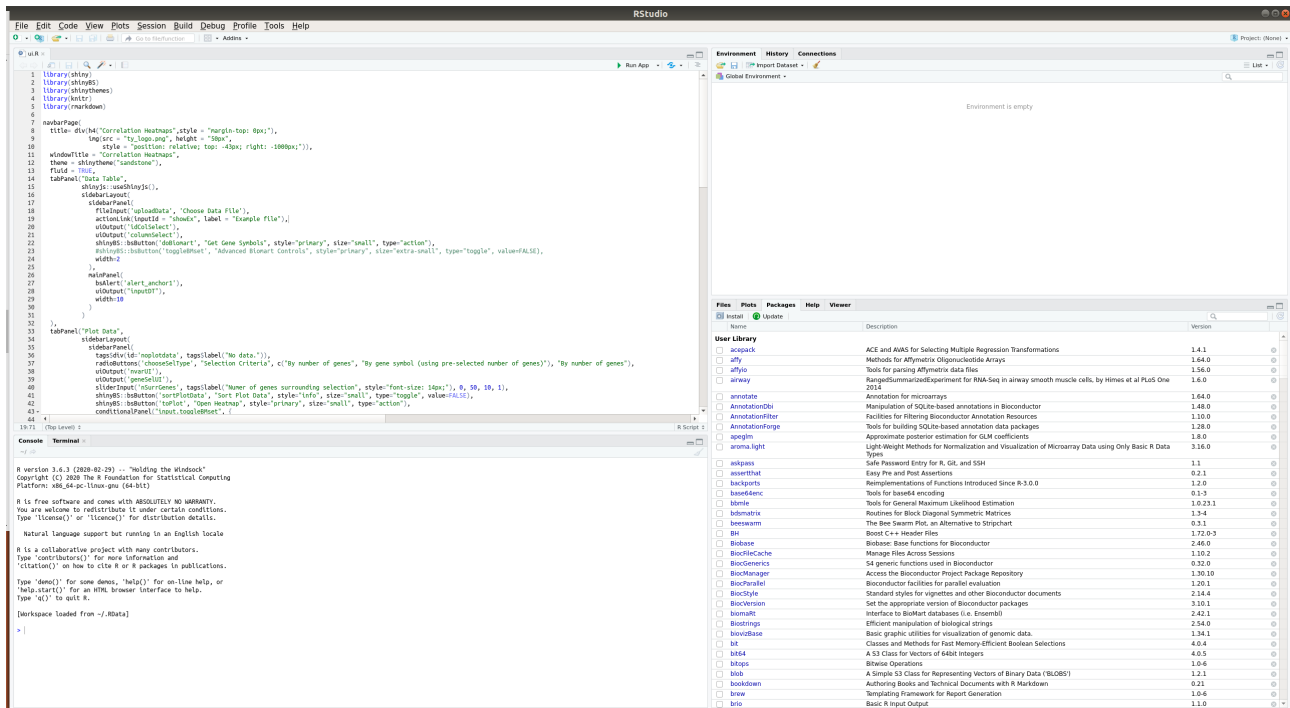 RStudio
File Edit Code View Plots Session Build Debug Profile Tools Help
Go to file/function Addins Project: (None)
ui.R
Run App
1 library(shiny)
2 library(shinyBS)
3 library(shinythemes)
4 library(knitr)
5 library(rmarkdown)
6
7 navbarPage(
8 title= div(h4("Correlation Heatmaps",style = "margin-top: 0px;"),
9 img(src = "ty_logo.png", height = "50px",
10 style = "position: relative; top: -43px; right: -1000px;")),
11 windowTitle = "Correlation Heatmaps",
12 theme = shinytheme("sandstone"),
13 fluid = TRUE,
14 tabPanel("Data Table",
15 shinyjs::useShinyjs(),
16 sidebarLayout(
17 sidebarPanel(
18 fileInput('uploadData', 'Choose Data File'),
19 actionLink(inputId = "showEx", label = "Example file"),
20 uiOutput('idColSelect'),
21 uiOutput('columnSelect'),
22 shinyBS::bsButton('doBiomart', "Get Gene Symbols", style="primary", size="small", type="action"),
23 #shinyBS::bsButton('toggleBMset', "Advanced Biomart Controls", style="primary", size="extra-small", type="toggle", value=FALSE),
24 width=2
25 ),
26 mainPanel(
27 bsAlert('alert_anchor1'),
28 uiOutput("inputDT"),
29 width=10
30 )
31 )
32 ),
33 tabPanel("Plot Data",
34 sidebarLayout(
35 sidebarPanel(
36 tags$div(id='noplotdata', tags$label("No data.")),
37 radioButtons('chooseSelType', "Selection Criteria", c("By number of genes", "By gene symbol (using pre-selected number of genes)"), "By number of genes"),
38 uiOutput('nvarUI'),
39 uiOutput('geneSelUI'),
40 sliderInput('nSurrGenes', tags$label("Numer of genes surrounding selection", style="font-size: 14px;"), 0, 50, 10, 1),
41 shinyBS::bsButton('sortPlotData', "Sort Plot Data", style="info", size="small", type="toggle", value=FALSE),
42 shinyBS::bsButton('toPlot', "Open Heatmap", style="primary", size="small", type="action"),
43 conditionalPanel("input.toggleBMset", {
44
19:71 (Top Level) R Script
Console Terminal
~/
R version 3.6.3 (2020-02-29) -- "Holding the Windsock"
Copyright (C) 2020 The R Foundation for Statistical Computing
Platform: x86_64-pc-linux-gnu (64-bit)
R is free software and comes with ABSOLUTELY NO WARRANTY.
You are welcome to redistribute it under certain conditions.
Type 'license()' or 'licence()' for distribution details.
Natural language support but running in an English locale
R is a collaborative project with many contributors.
Type 'contributors()' for more information and
'citation()' on how to cite R or R packages in publications.
Type 'demo()' for some demos, 'help()' for on-line help, or
'help.start()' for an HTML browser interface to help.
Type 'q()' to quit R.
[Workspace loaded from ~/.RData]
>
Environment History Connections
Import Dataset List
Global Environment
Environment is empty
Files Plots Packages Help Viewer
Install Update
Name Description Version
User Library
acepack ACE and AVAS for Selecting Multiple Regression Transformations 1.4.1
affy Methods for Affymetrix Oligonucleotide Arrays 1.64.0
affyio Tools for parsing Affymetrix data files 1.56.0
airway RangedSummarizedExperiment for RNA-Seq in airway smooth muscle cells, by Himes et al PLoS One 1.6.0
2014
annotate Annotation for microarrays 1.64.0
AnnotationDbi Manipulation of SQLite-based annotations in Bioconductor 1.48.0
AnnotationFilter Facilities for Filtering Bioconductor Annotation Resources 1.10.0
AnnotationForge Tools for building SQLite-based annotation data packages 1.28.0
apeglm Approximate posterior estimation for GLM coefficients 1.8.0
aroma.light Light-Weight Methods for Normalization and Visualization of Microarray Data using Only Basic R Data 3.16.0
Types
askpass Safe Password Entry for R, Git, and SSH 1.1
assertthat Easy Pre and Post Assertions 0.2.1
backports Reimplementations of Functions Introduced Since R-3.0.0 1.2.0
base64enc Tools for base64 encoding 0.1-3
bbmle Tools for General Maximum Likelihood Estimation 1.0.23.1
bdsmatrix Routines for Block Diagonal Symmetric Matrices 1.3-4
beeswarm The Bee Swarm Plot, an Alternative to Stripchart 0.3.1
BH Boost C++ Header Files 1.72.0-3
Biobase Biobase: Base functions for Bioconductor 2.46.0
BiocFileCache Manage Files Across Sessions 1.10.2
BiocGenerics S4 generic functions used in Bioconductor 0.32.0
BiocManager Access the Bioconductor Project Package Repository 1.30.10
BiocParallel Bioconductor facilities for parallel evaluation 1.20.1
BiocStyle Standard styles for vignettes and other Bioconductor documents 2.14.4
BiocVersion Set the appropriate version of Bioconductor packages 3.10.1
biomaRt Interface to BioMart databases (i.e. Ensembl) 2.42.1
Biostrings Efficient manipulation of biological strings 2.54.0
biovizBase Basic graphic utilities for visualization of genomic data. 1.34.1
bit Classes and Methods for Fast Memory-Efficient Boolean Selections 4.0.4
bit64 A S3 Class for Vectors of 64bit Integers 4.0.5
bitops Bitwise Operations 1.0-6
blob A Simple S3 Class for Representing Vectors of Binary Data ('BLOBS') 1.2.1
bookdown Authoring Books and Technical Documents with R Markdown 0.21
brew Templating Framework for Report Generation 1.0-6
brio Basic R Input Output 1.1.0